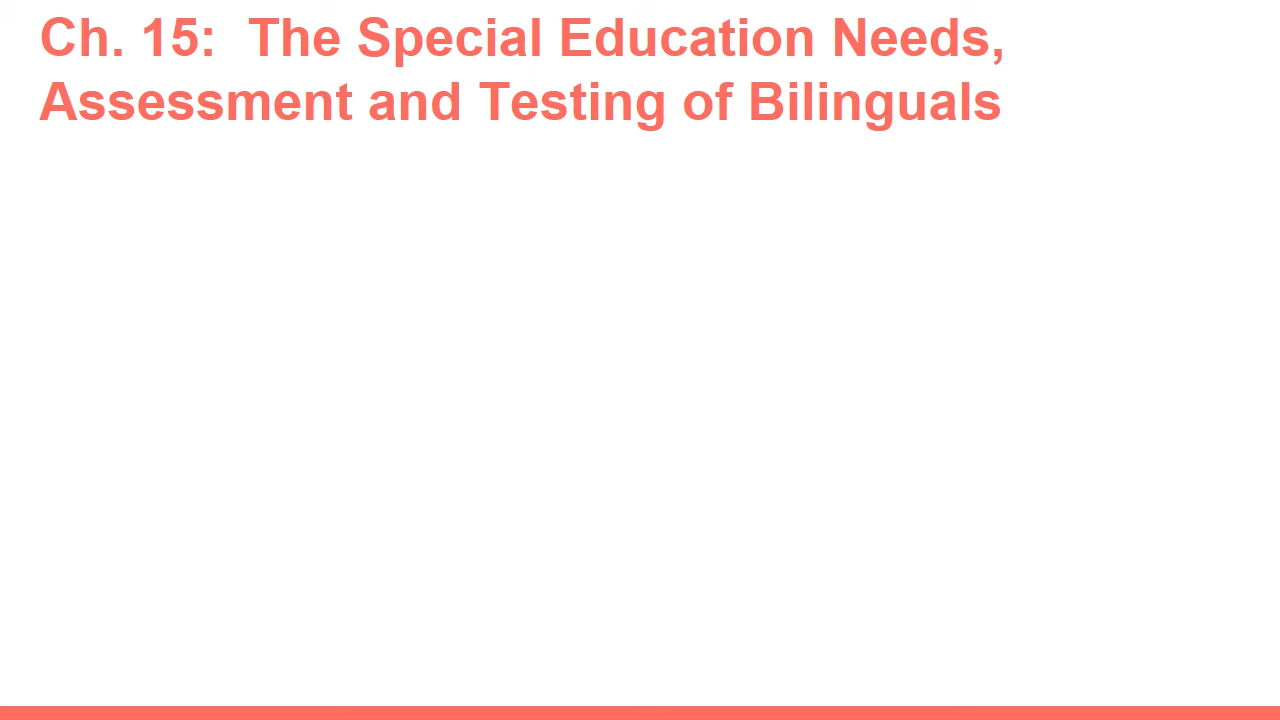 Ch. 15:  The Special Education Needs,
Assessment and Testing of Bilinguals